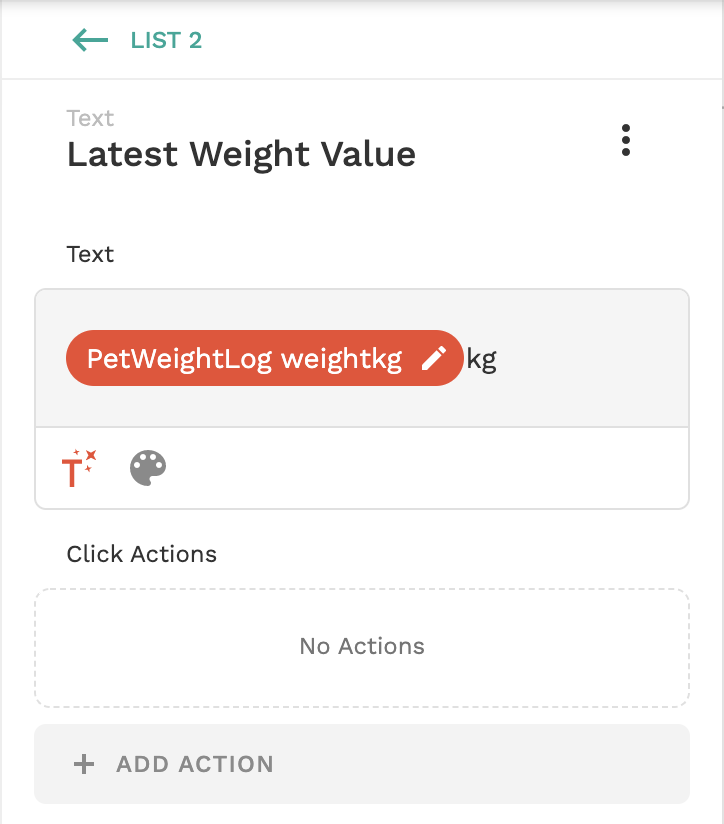 LIST 2
Text
Latest Weight Value
Text
PetWeightLog weightkg kg
Click Actions
No Actions
+ ADD ACTION